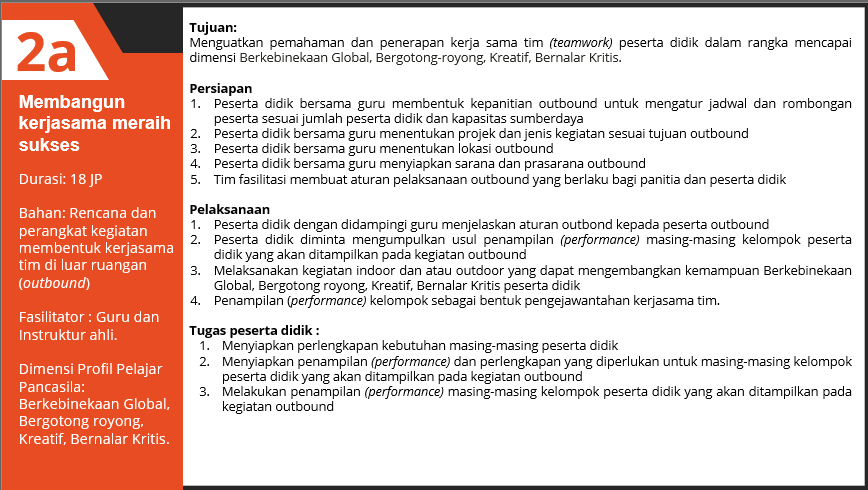 2a
Membangun
kerjasama meraih
sukses
Durasi: 18 JP
Bahan: Rencana dan
perangkat kegiatan
membentuk kerjasama
tim di luar ruangan
(outbound)
Fasilitator : Guru dan
Instruktur ahli.
Dimensi Profil Pelajar
Pancasila:
Berkebinekaan Global,
Bergotong royong,
Kreatif, Bernalar Kritis.
Tujuan:
Menguatkan pemahaman dan penerapan kerja sama tim (teamwork) peserta didik dalam rangka mencapai
dimensi Berkebinekaan Global, Bergotong-royong, Kreatif, Bernalar Kritis.
Persiapan
1. Peserta didik bersama guru membentuk kepanitian outbound untuk mengatur jadwal dan rombongan
peserta sesuai jumlah peserta didik dan kapasitas sumberdaya
2. Peserta didik bersama guru menentukan projek dan jenis kegiatan sesuai tujuan outbound
3. Peserta didik bersama guru menentukan lokasi outbound
4. Peserta didik bersama guru menyiapkan sarana dan prasarana outbound
5. Tim fasilitasi membuat aturan pelaksanaan outbound yang berlaku bagi panitia dan peserta didik
Pelaksanaan
1. Peserta didik dengan didampingi guru menjelaskan aturan outbond kepada peserta outbound
2. Peserta didik diminta mengumpulkan usul penampilan (performance) masing-masing kelompok peserta
didik yang akan ditampilkan pada kegiatan outbound
3. Melaksanakan kegiatan indoor dan atau outdoor yang dapat mengembangkan kemampuan Berkebinekaan
Global, Bergotong royong, Kreatif, Bernalar Kritis peserta didik
4. Penampilan (performance) kelompok sebagai bentuk pengejawantahan kerjasama tim.
Tugas peserta didik :
1. Menyiapkan perlengkapan kebutuhan masing-masing peserta didik
2. Menyiapkan penampilan (performance) dan perlengkapan yang diperlukan untuk masing-masing kelompok
peserta didik yang akan ditampilkan pada kegiatan outbound
3. Melakukan penampilan (performance) masing-masing kelompok peserta didik yang akan ditampilkan pada
kegiatan outbound